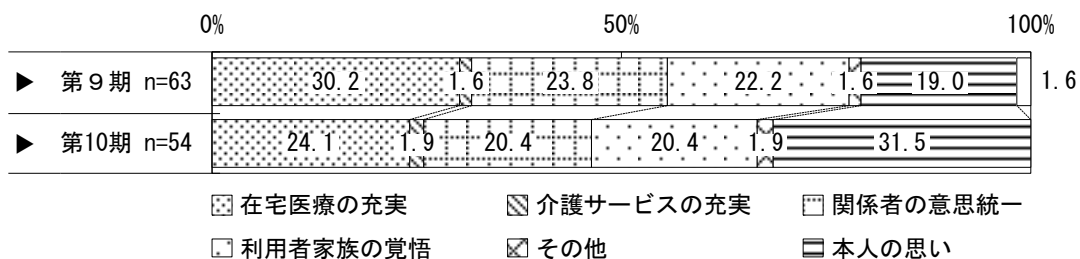 0% 50% 100%
▶ 第9期 n=63 30.2 1.6 23.8 22.2 1.6 19.0 1.6
▶ 第10期 n=54 24.1 1.9 20.4 20.4 1.9 31.5
在宅医療の充実 介護サービスの充実 関係者の意思統一
利用者家族の覚悟 その他 本人の思い